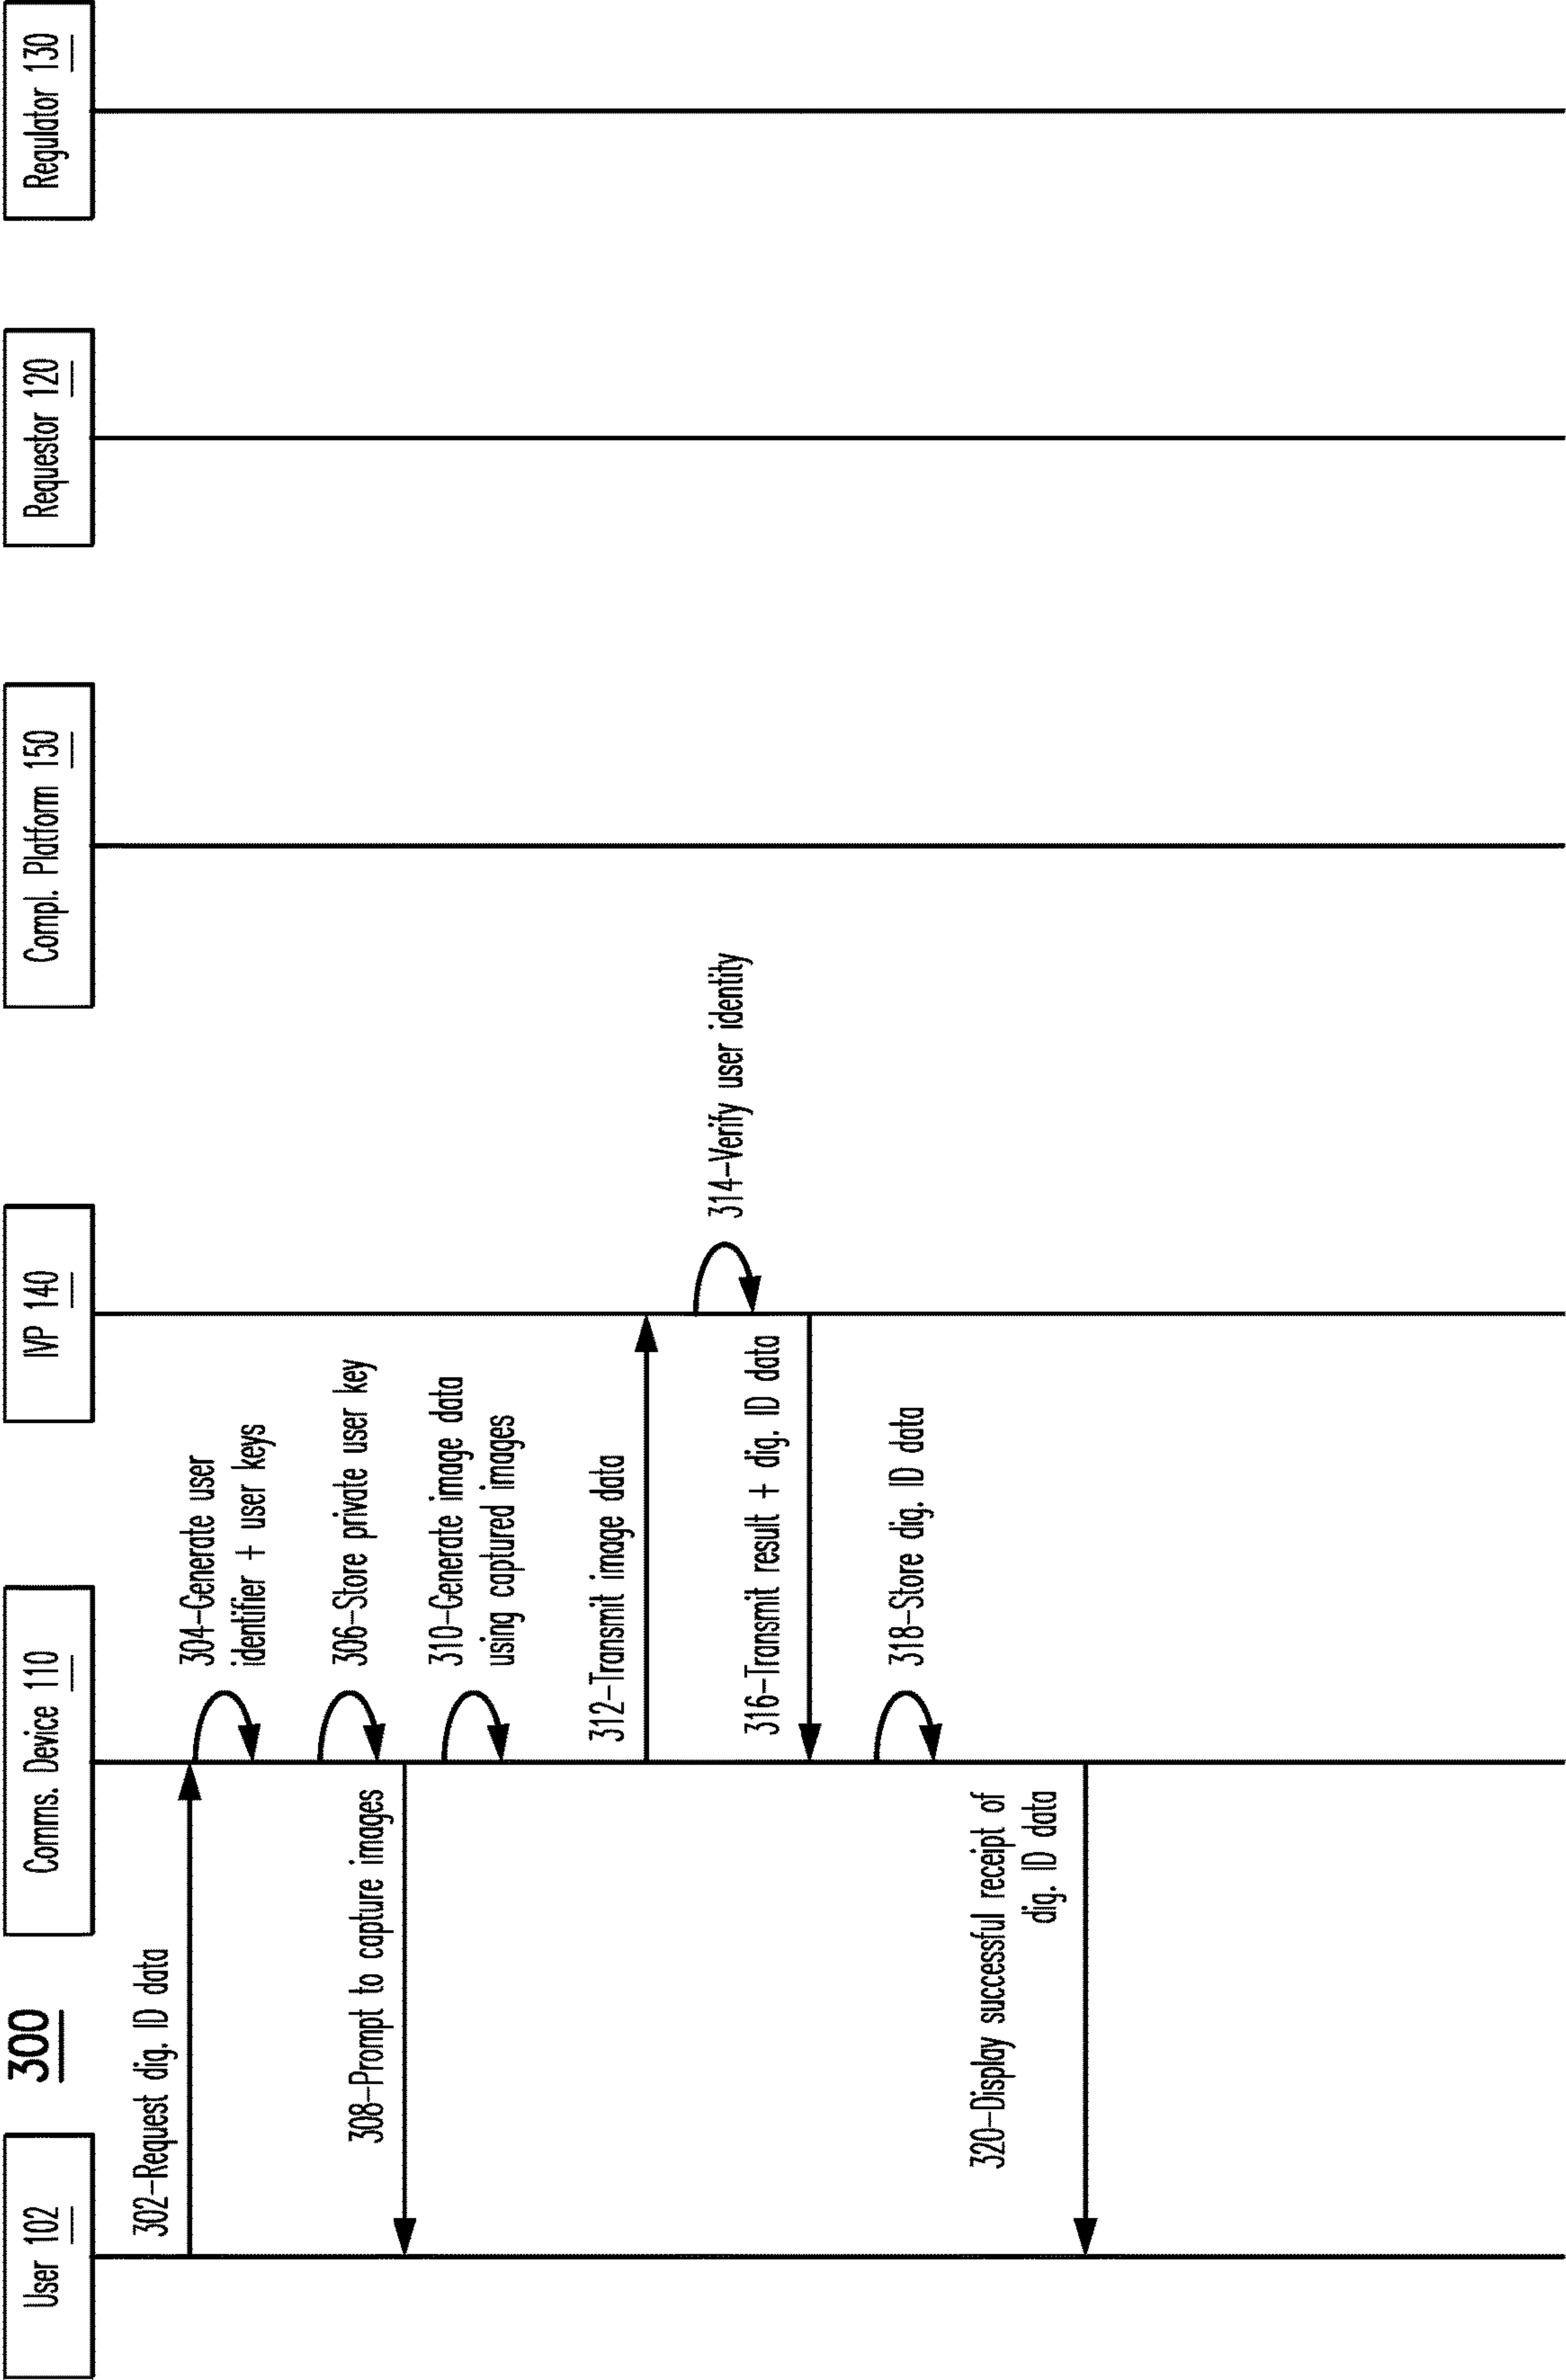 300
User 102
Comms. Device 110
IVP 140
Compl. Platform 150
Requestor 120
Regulator 130
302-Request dig. ID data
304-Generate user
identifier + user keys
306-Store private user key
308-Prompt to capture images
310-Generate image data
using captured images
312-Transmit image data
314-Verify user identity
316-Transmit result + dig. ID data
318-Store dig. ID data
320-Display successful receipt of
dig. ID data